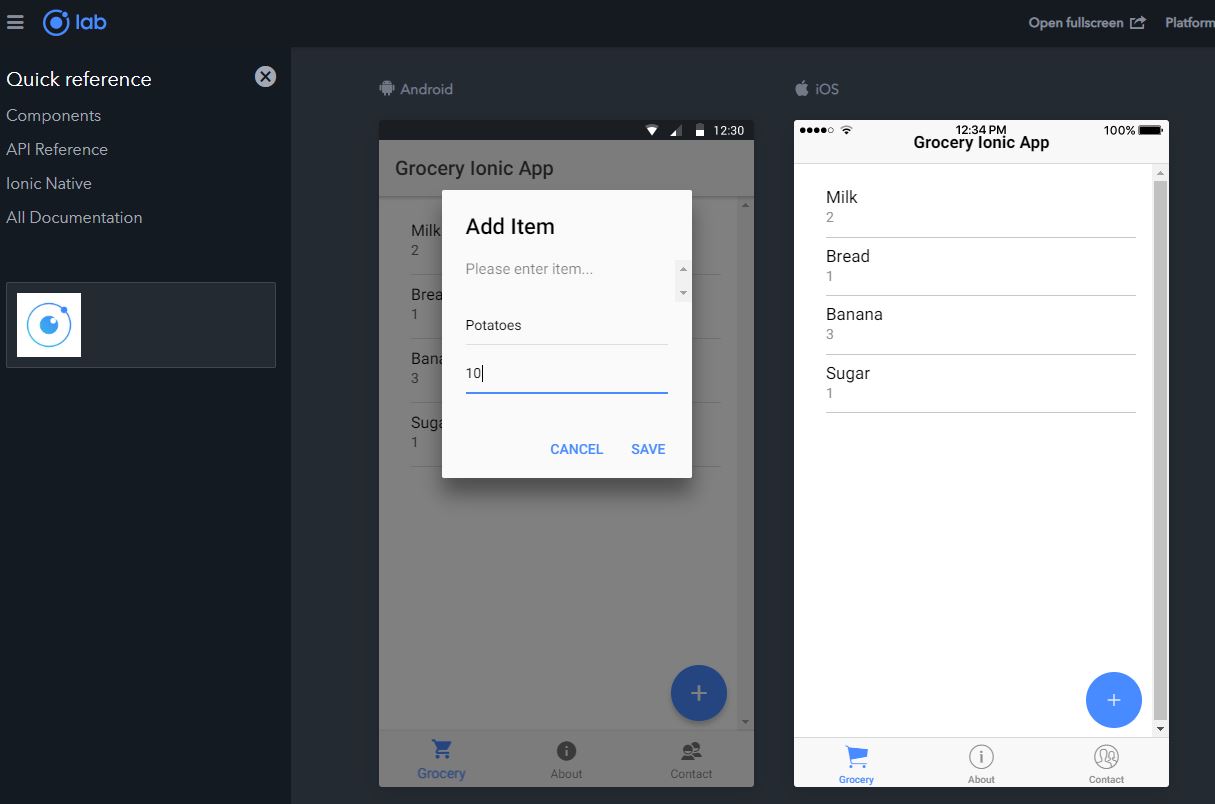 lab
Open fullscreen
Platform
Quick reference
Components
API Reference
Ionic Native
All Documentation
Android
12:30
Grocery Ionic App
Milk
2
Brea
1
Bana
3
Suga
1
Add Item
Please enter item...
Potatoes
10
CANCEL
SAVE
+
Grocery
About
Contact
iOS
12:34 PM
100%
Grocery Ionic App
Milk
2
Bread
1
Banana
3
Sugar
1
+
Grocery
About
Contact